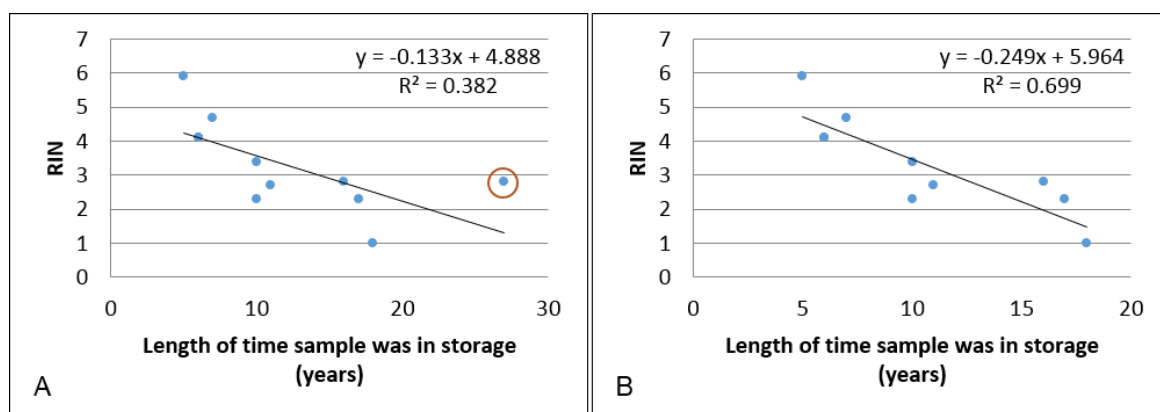 7
6
5
4
3
2
1
0
RIN
y = -0.133x + 4.888
R² = 0.382
0 10 20 30
Length of time sample was in storage
(years)
A
7
6
5
4
3
2
1
0
RIN
y = -0.249x + 5.964
R² = 0.699
0 5 10 15 20
Length of time sample was in storage
(years)
B